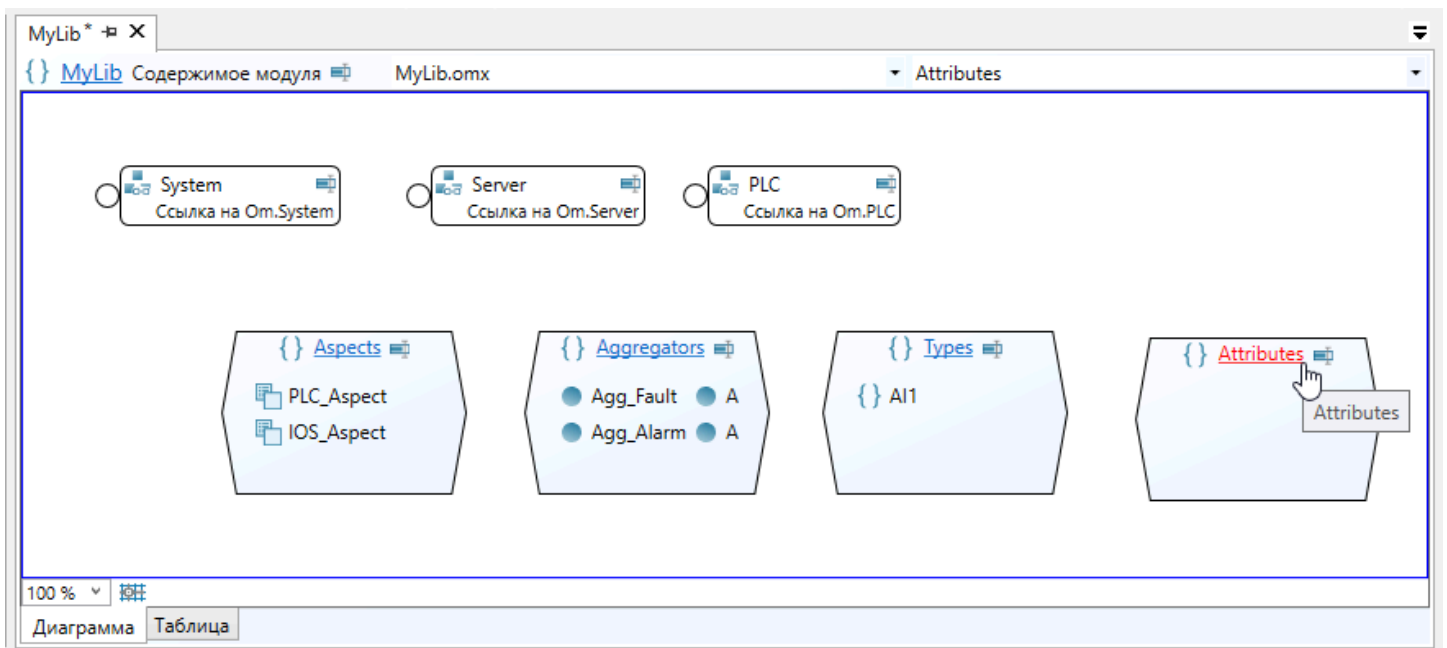 MyLib*
{ } MyLib Содержимое модуля MyLib.omx Attributes
System
Ссылка на Om.System
Server
Ссылка на Om.Server
PLC
Ссылка на Om.PLC
{ } Aspects
PLC_Aspect
IOS_Aspect
{ } Aggregators
Agg_Fault A
Agg_Alarm A
{ } Types
{ } AI1
{ } Attributes
Attributes
100 %
Диаграмма Таблица